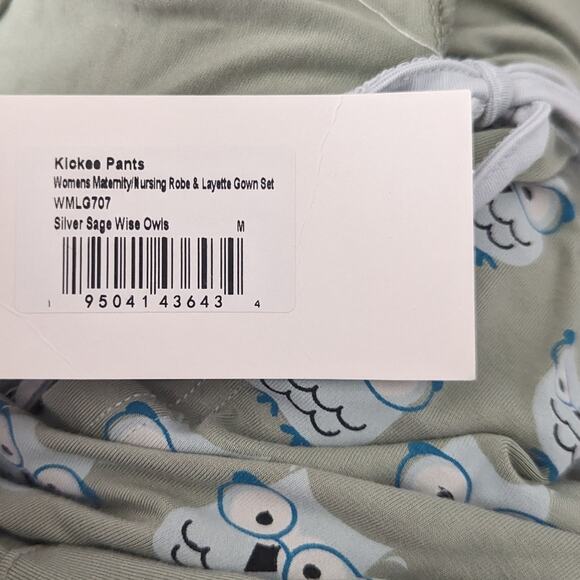 Kickee Pants
Womens Maternity/Nursing Robe & Layette Gown Set
WMLG707
Silver Sage Wise Owls M
1 95041 43643 4